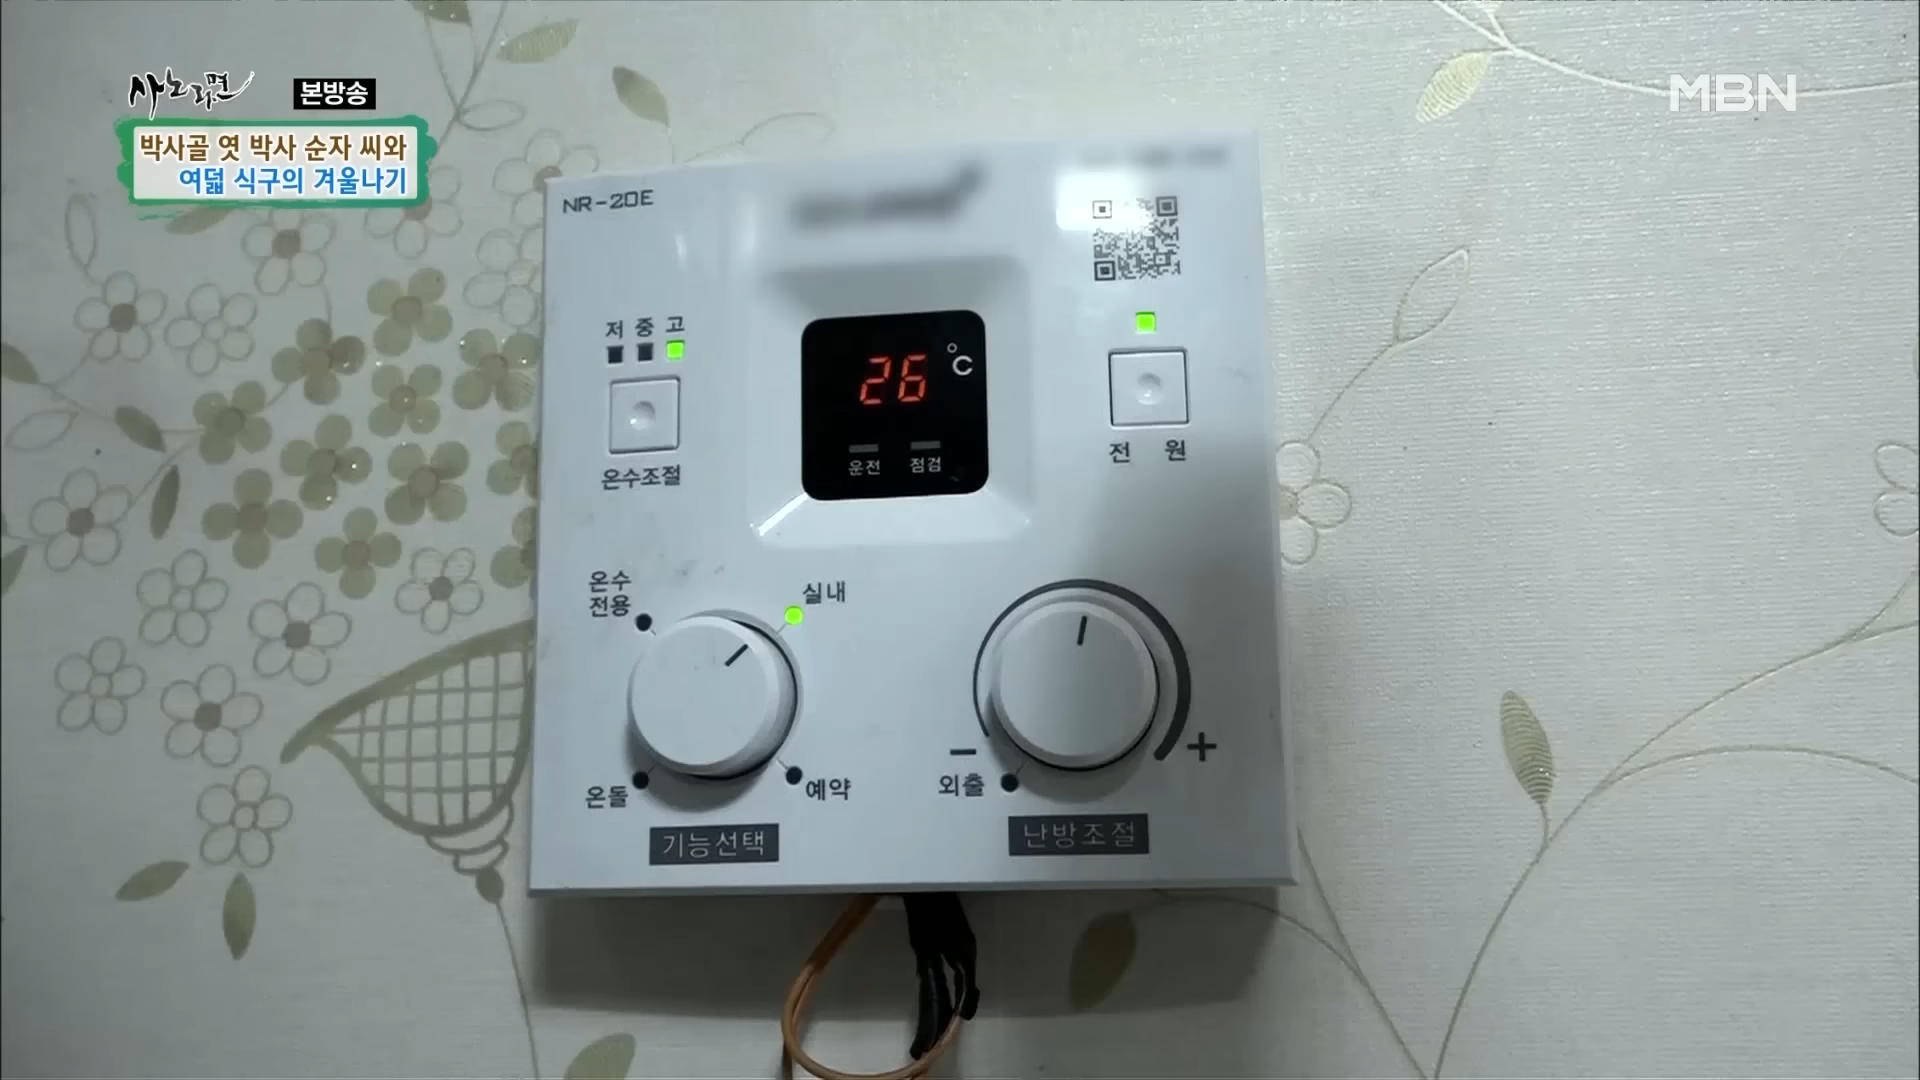 사노라면
본방송
MBN
박사골 엿 박사 순자 씨와
여덟 식구의 겨울나기
NR-20E
저 중 고
26 °C
운전 점검
온수조절
전 원
온수
전용
실내
온돌
예약
기능선택
- +
외출
난방조절